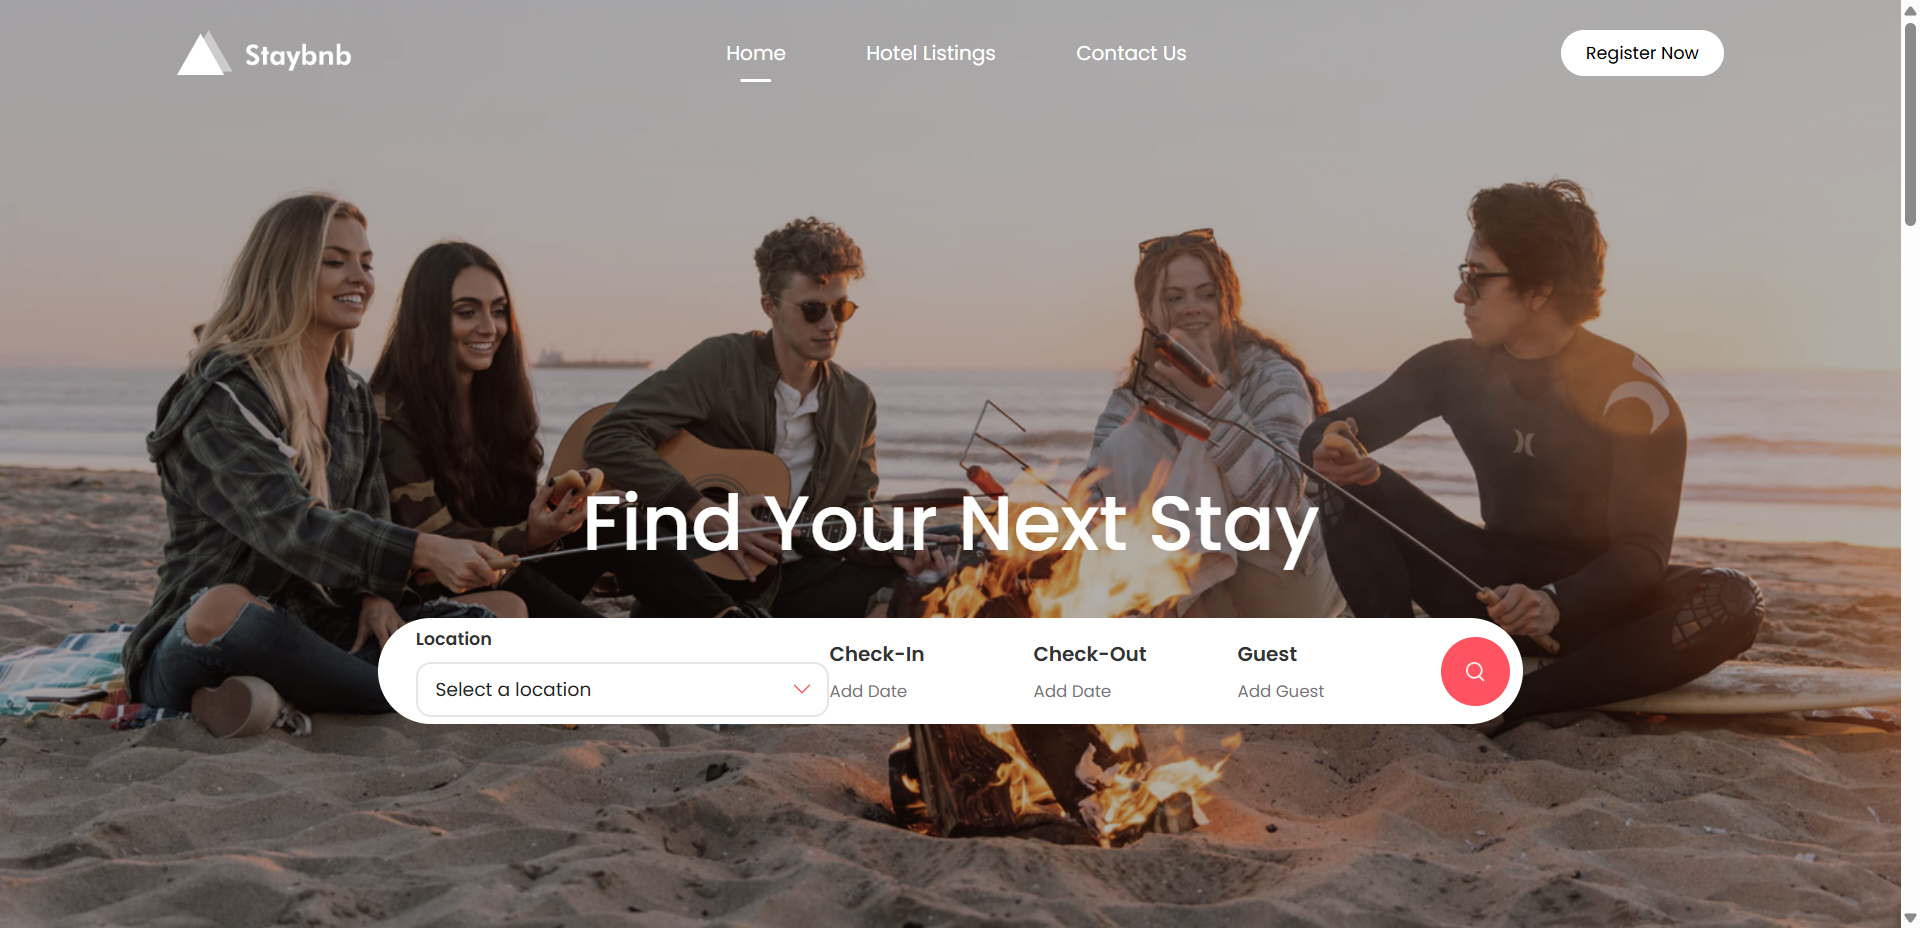 Staybnb
Home
Hotel Listings
Contact Us
Register Now
Find Your Next Stay
Location
Select a location
Check-In
Add Date
Check-Out
Add Date
Guest
Add Guest